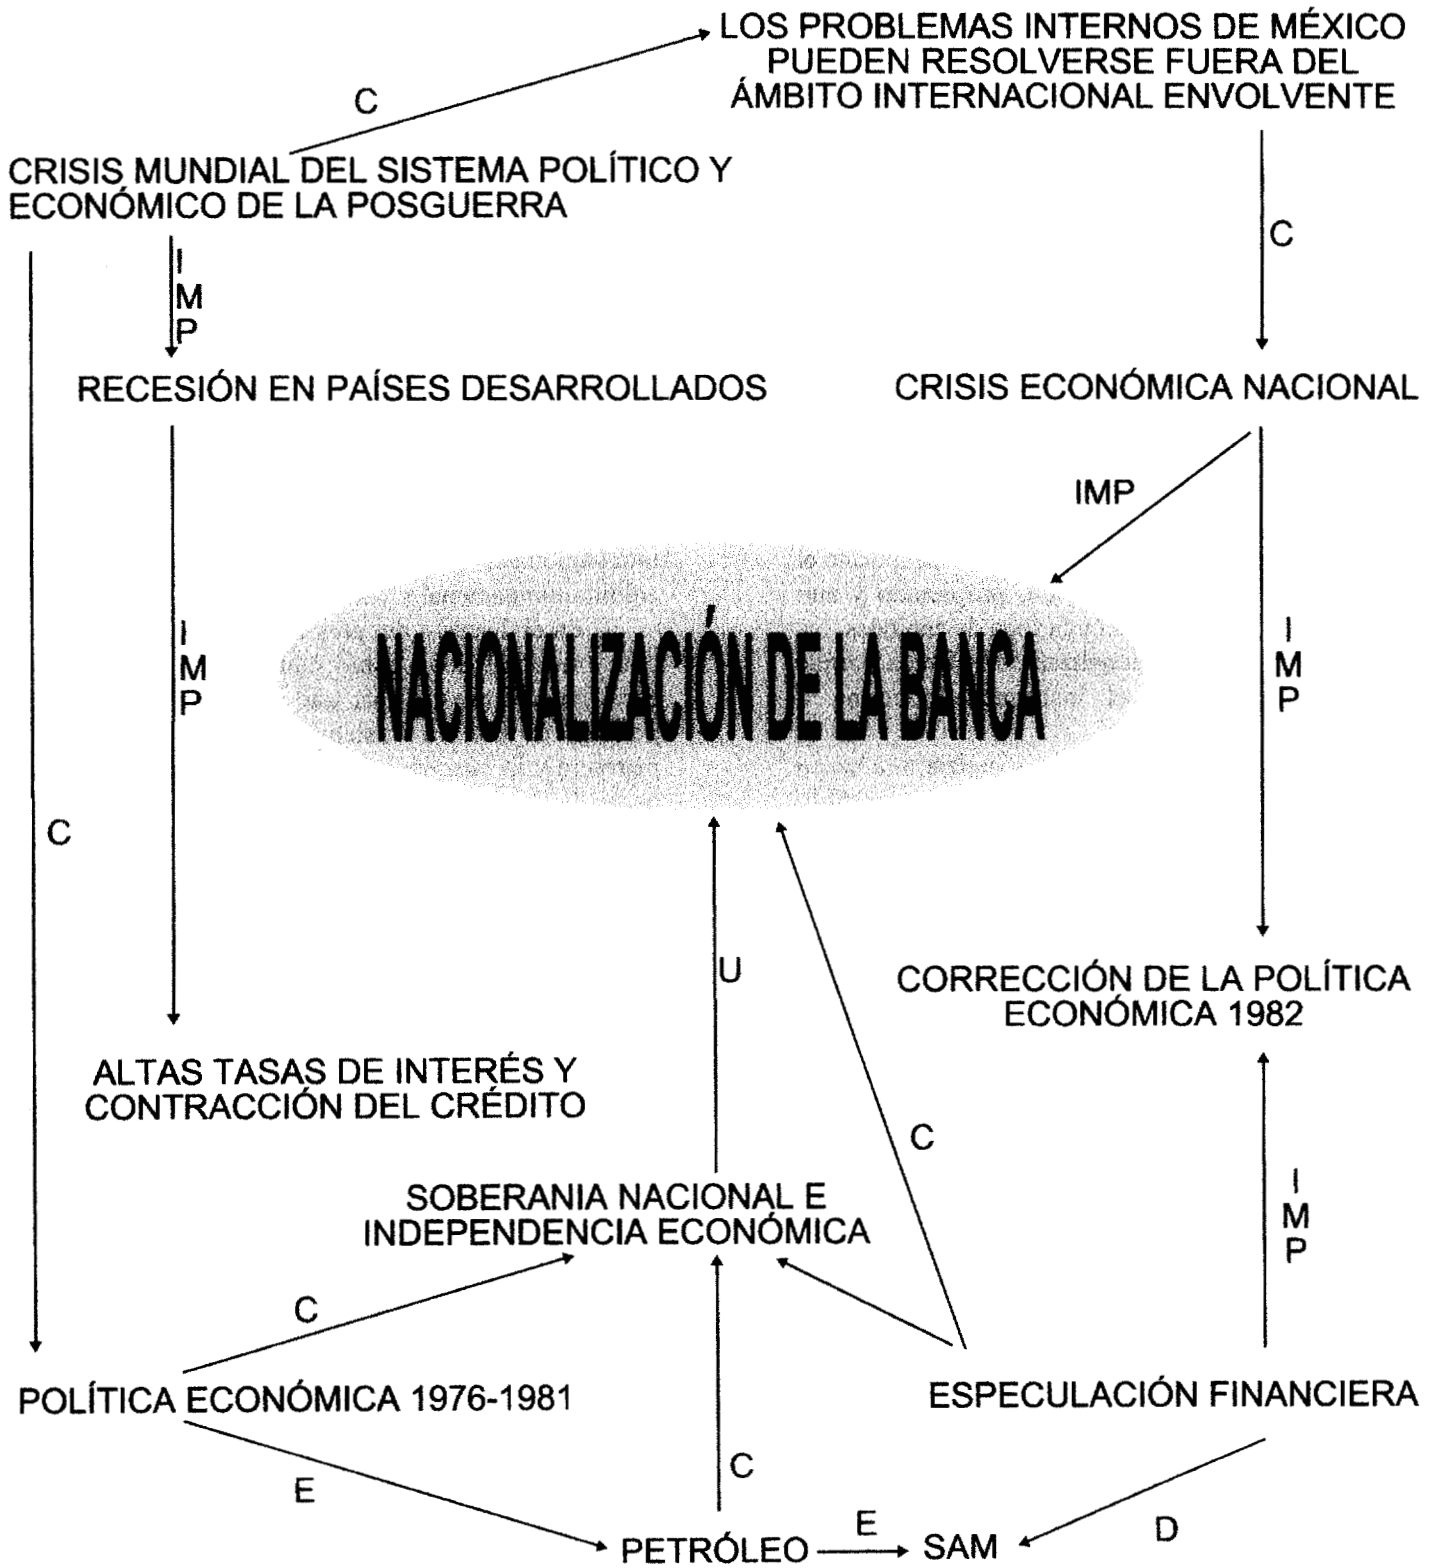 LOS PROBLEMAS INTERNOS DE MÉXICO
PUEDEN RESOLVERSE FUERA DEL
ÁMBITO INTERNACIONAL ENVOLVENTE
C
CRISIS MUNDIAL DEL SISTEMA POLÍTICO Y
ECONÓMICO DE LA POSGUERRA
C
I
M
P
RECESIÓN EN PAÍSES DESARROLLADOS
CRISIS ECONÓMICA NACIONAL
IMP
I
M
P
I
M
P
NACIONALIZACIÓN DE LA BANCA
C
U
CORRECCIÓN DE LA POLÍTICA
ECONÓMICA 1982
ALTAS TASAS DE INTERÉS Y
CONTRACCIÓN DEL CRÉDITO
C
I
M
P
SOBERANIA NACIONAL E
INDEPENDENCIA ECONÓMICA
C
POLÍTICA ECONÓMICA 1976-1981
ESPECULACIÓN FINANCIERA
C
E
E
D
PETRÓLEO
SAM